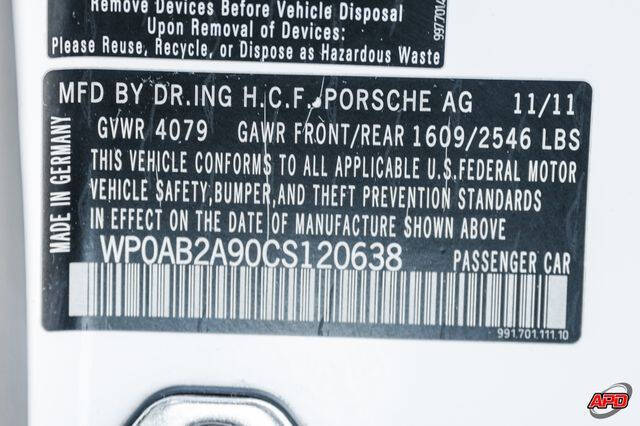 Remove Devices Before Vehicle Disposal
Upon Removal of Devices:
Please Reuse, Recycle, or Dispose as Hazardous Waste
997.701.4
MADE IN GERMANY
MFD BY DR.ING H.C.F. PORSCHE AG 11/11
GVWR 4079 GAWR FRONT/REAR 1609/2546 LBS
THIS VEHICLE CONFORMS TO ALL APPLICABLE U.S.FEDERAL MOTOR
VEHICLE SAFETY,BUMPER,AND THEFT PREVENTION STANDARDS
IN EFFECT ON THE DATE OF MANUFACTURE SHOWN ABOVE
WP0AB2A90CS120638 PASSENGER CAR
991.701.111.10
APD